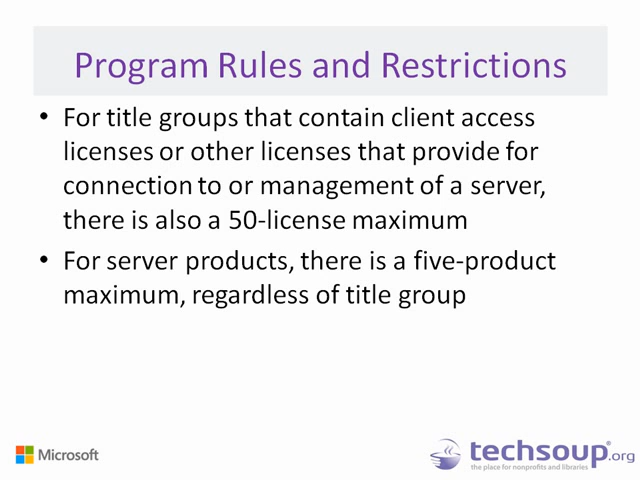 Program Rules and Restrictions
• For title groups that contain client access
licenses or other licenses that provide for
connection to or management of a server,
there is also a 50-license maximum
• For server products, there is a five-product
maximum, regardless of title group
Microsoft
techsoup®.org
the place for nonprofits and libraries